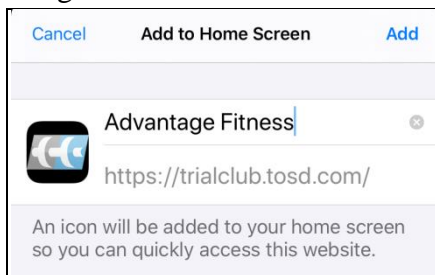 Cancel Add to Home Screen Add
Advantage Fitness
https://trialclub.tosd.com/
An icon will be added to your home screen
so you can quickly access this website.